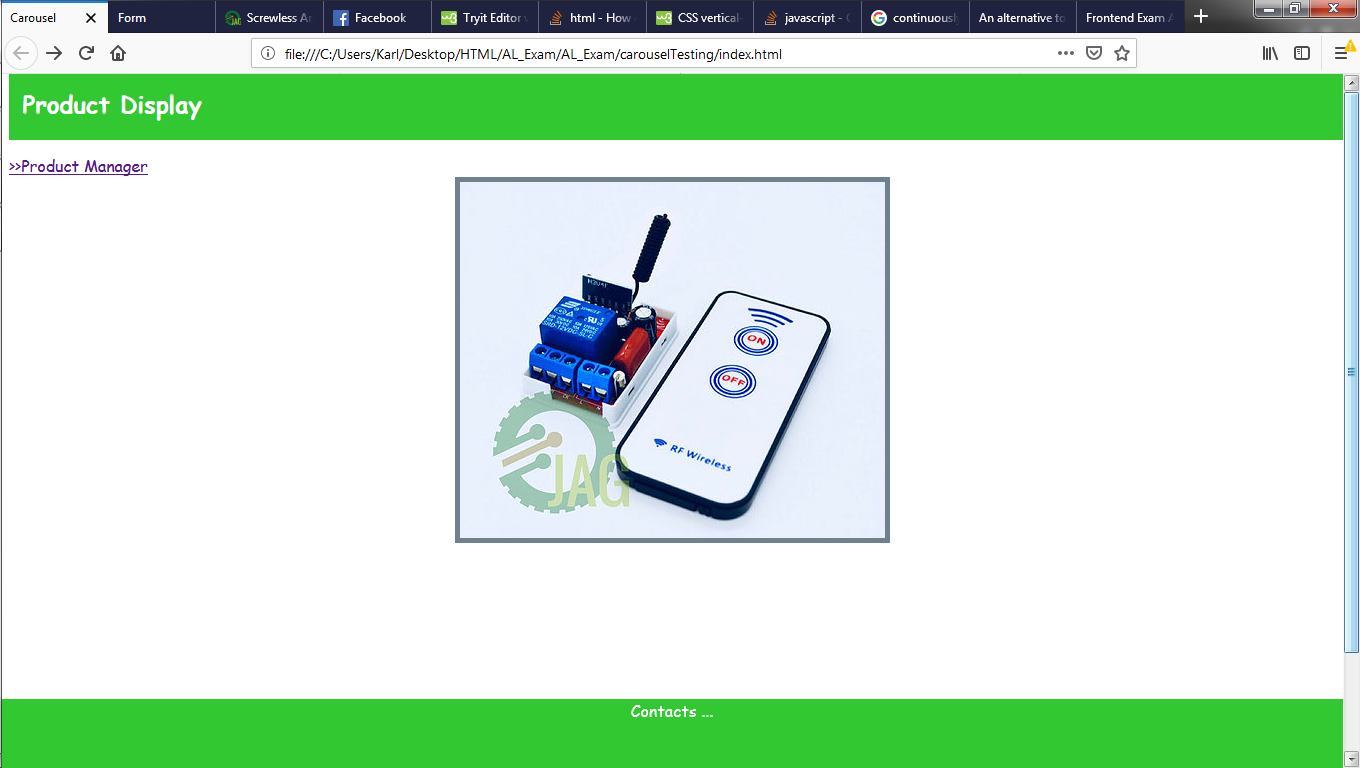 Carousel
Form
Screwless Ar
Facebook
Tryit Editor v
html - How
CSS vertical-
javascript - C
continuously
An alternative to
Frontend Exam A
file:///C:/Users/Karl/Desktop/HTML/AL_Exam/AL_Exam/carouselTesting/index.html
Product Display
>>Product Manager
ON
OFF
RF Wireless
JAG
Contacts ...